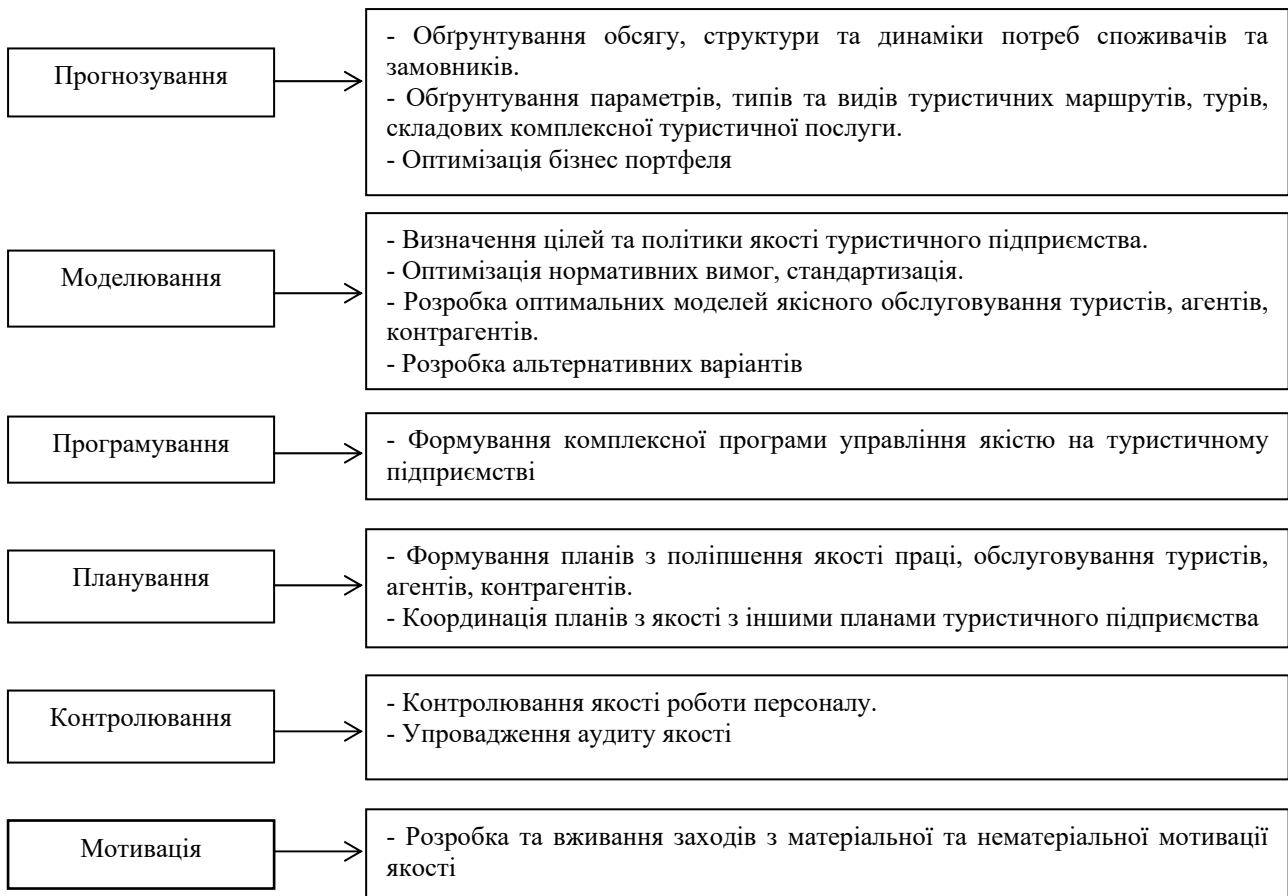 Прогнозування
- Обґрунтування обсягу, структури та динаміки потреб споживачів та
замовників.
- Обґрунтування параметрів, типів та видів туристичних маршрутів, турів,
складових комплексної туристичної послуги.
- Оптимізація бізнес портфеля
Моделювання
- Визначення цілей та політики якості туристичного підприємства.
- Оптимізація нормативних вимог, стандартизація.
- Розробка оптимальних моделей якісного обслуговування туристів, агентів,
контрагентів.
- Розробка альтернативних варіантів
Програмування
- Формування комплексної програми управління якістю на туристичному
підприємстві
Планування
- Формування планів з поліпшення якості праці, обслуговування туристів,
агентів, контрагентів.
- Координація планів з якості з іншими планами туристичного підприємства
Контролювання
- Контролювання якості роботи персоналу.
- Упровадження аудиту якості
Мотивація
- Розробка та вживання заходів з матеріальної та нематеріальної мотивації
якості